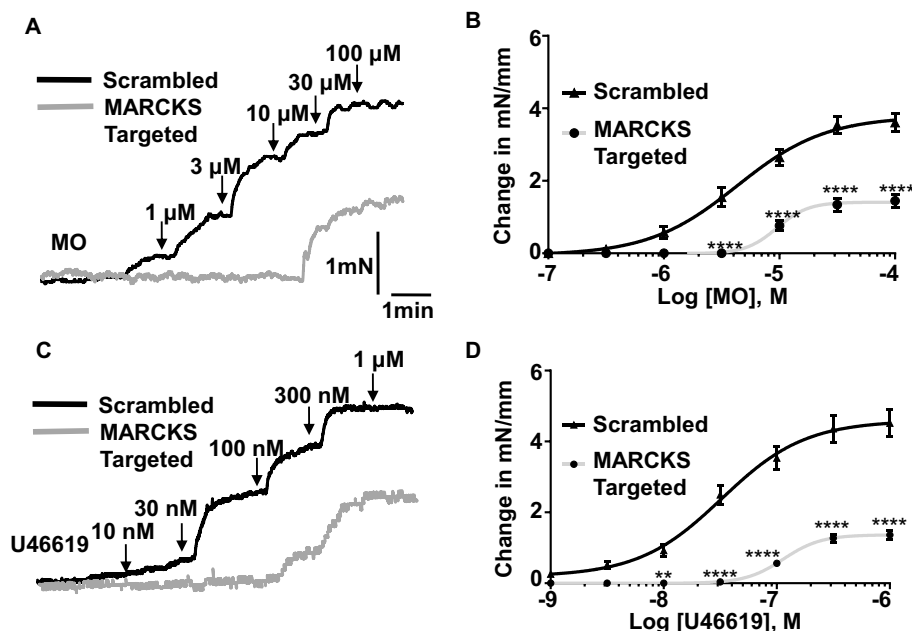 A
Scrambled
MARCKS
Targeted
100 µM
30 µM
10 µM
3 µM
1 µM
MO
1mN
1min
B
Change in mN/mm
6
4
2
0
Scrambled
MARCKS
Targeted
****
****
****
****
-7
-6
-5
-4
Log [MO], M
C
Scrambled
MARCKS
Targeted
1 µM
300 nM
100 nM
30 nM
10 nM
U46619
D
Change in mN/mm
6
4
2
0
Scrambled
MARCKS
Targeted
**
****
****
****
****
-9
-8
-7
-6
Log [U46619], M